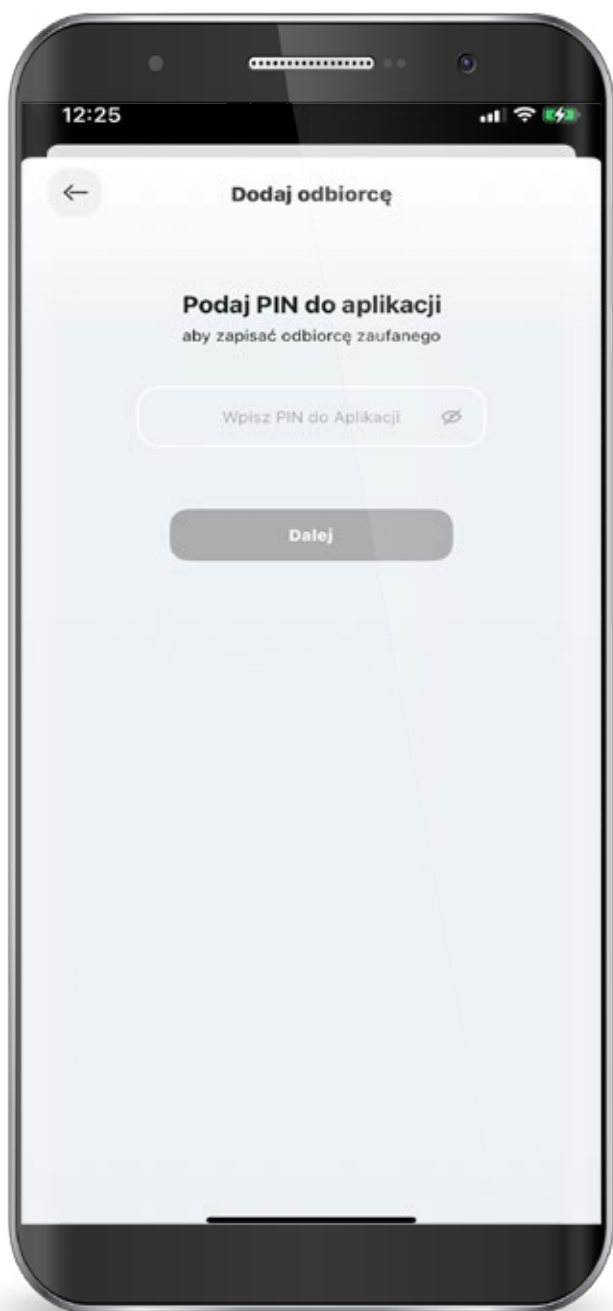 12:25
Dodaj odbiorcę
Podaj PIN do aplikacji
aby zapisać odbiorcę zaufanego
Wpisz PIN do Aplikacji
Dalej